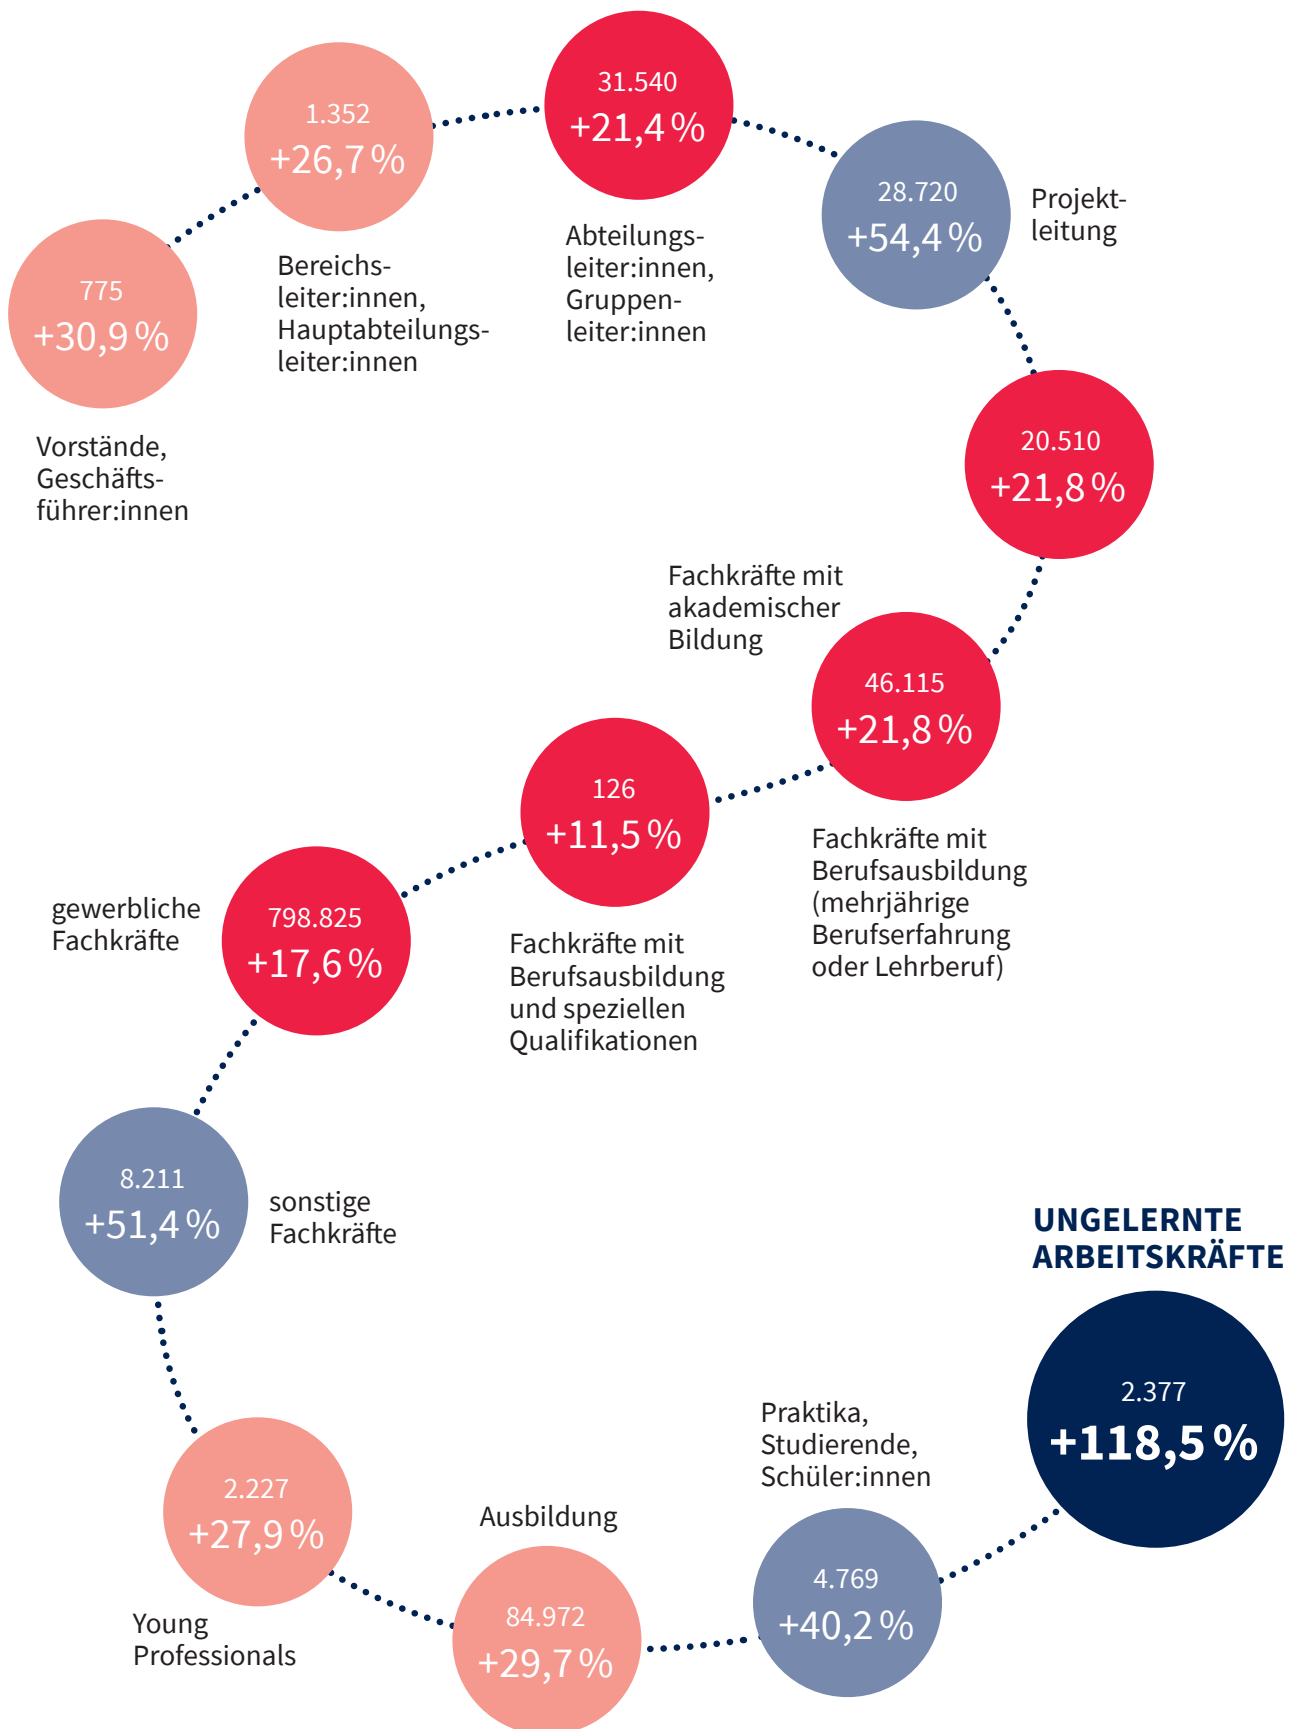 775
+30,9 %
Vorstände,
Geschäfts-
führer:innen
1.352
+26,7 %
Bereichs-
leiter:innen,
Hauptabteilungs-
leiter:innen
31.540
+21,4 %
Abteilungs-
leiter:innen,
Gruppen-
leiter:innen
28.720
+54,4 %
Projekt-
leitung
20.510
+21,8 %
Fachkräfte mit
akademischer
Bildung
46.115
+21,8 %
Fachkräfte mit
Berufsausbildung
(mehrjährige
Berufserfahrung
oder Lehrberuf)
126
+11,5 %
Fachkräfte mit
Berufsausbildung
und speziellen
Qualifikationen
gewerbliche
Fachkräfte
798.825
+17,6 %
8.211
+51,4 %
sonstige
Fachkräfte
2.227
+27,9 %
Young
Professionals
Ausbildung
84.972
+29,7 %
Praktika,
Studierende,
Schüler:innen
4.769
+40,2 %
UNGELERNTE
ARBEITSKRÄFTE
2.377
+118,5 %